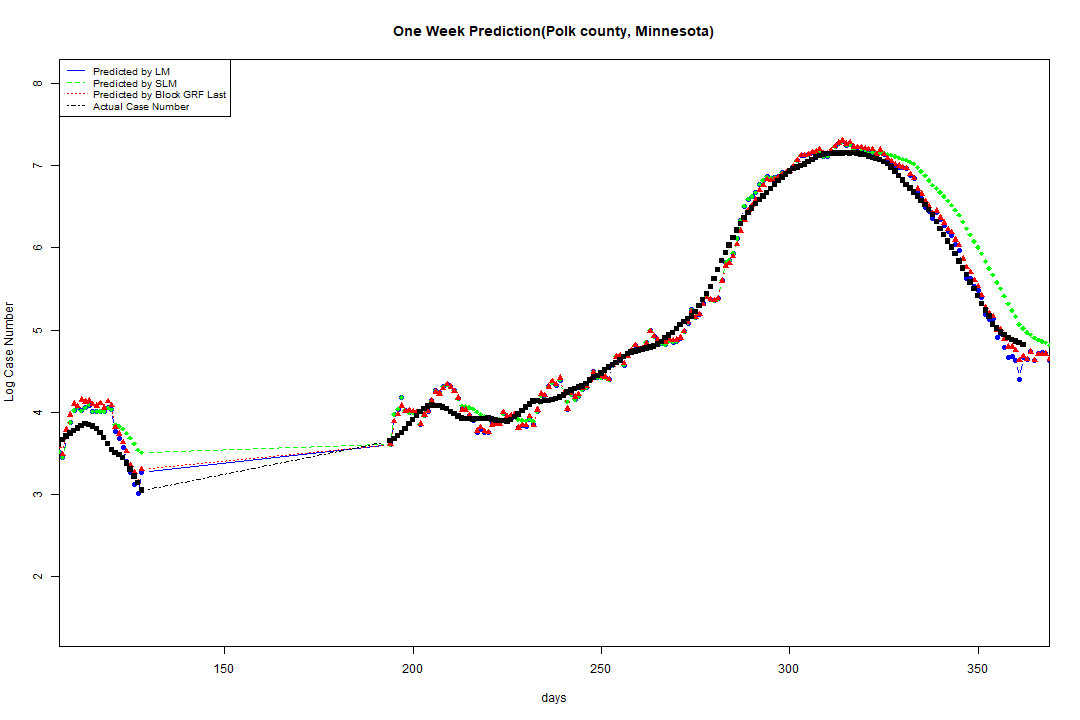 One Week Prediction(Polk county, Minnesota)
Predicted by LM
Predicted by SLM
Predicted by Block GRF Last
Actual Case Number
Log Case Number
8
7
6
5
4
3
2
150 200 250 300 350
days